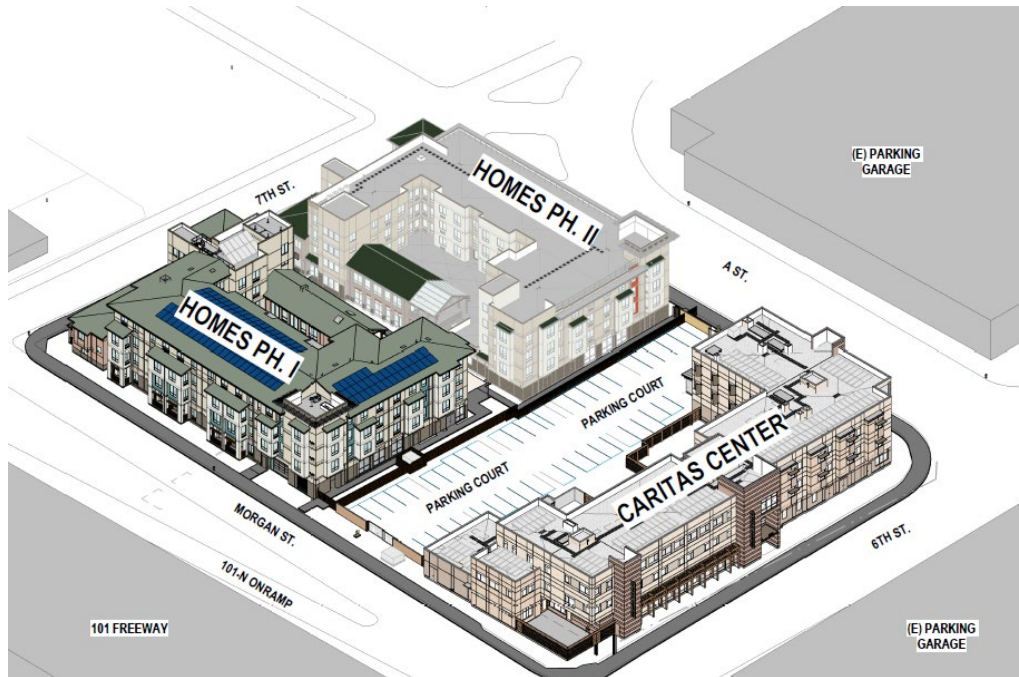 (E) PARKING
GARAGE
HOMES PH. II
7TH ST.
A ST.
HOMES PH. I
PARKING COURT
PARKING COURT
CARITAS CENTER
MORGAN ST.
6TH ST.
101-N ONRAMP
101 FREEWAY
(E) PARKING
GARAGE